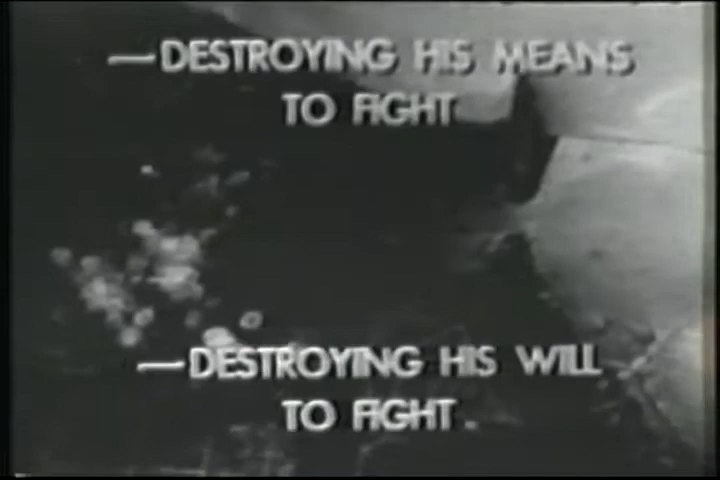 —DESTROYING HIS MEANS
TO FIGHT
—DESTROYING HIS WILL
TO FIGHT.